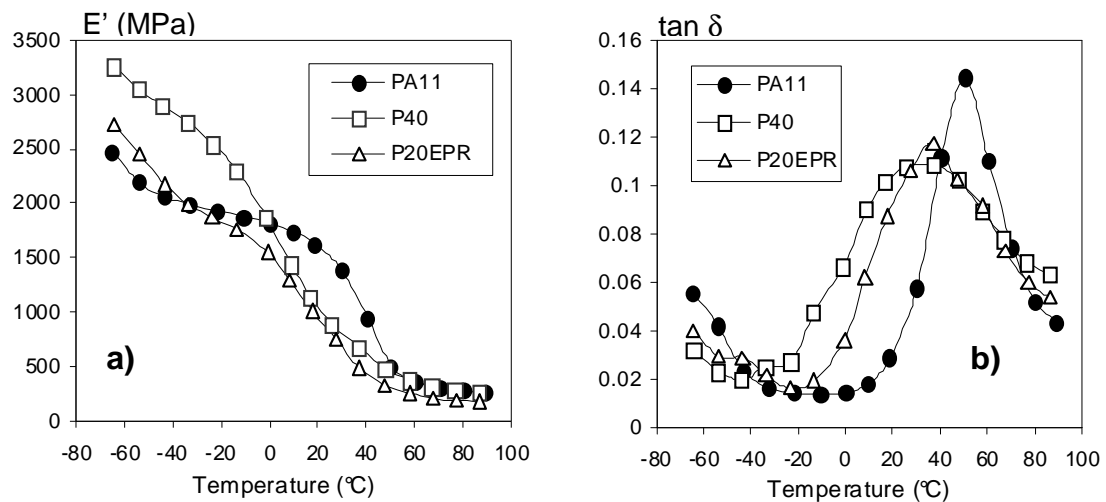 E' (MPa)
3500
3000
2500
2000
1500
1000
500
0
-80 -60 -40 -20 0 20 40 60 80 100
Temperature (°C)
PA11
P40
P20EPR
a)
tan δ
0.16
0.14
0.12
0.1
0.08
0.06
0.04
0.02
0
-80 -60 -40 -20 0 20 40 60 80 100
Temperature (°C)
PA11
P40
P20EPR
b)